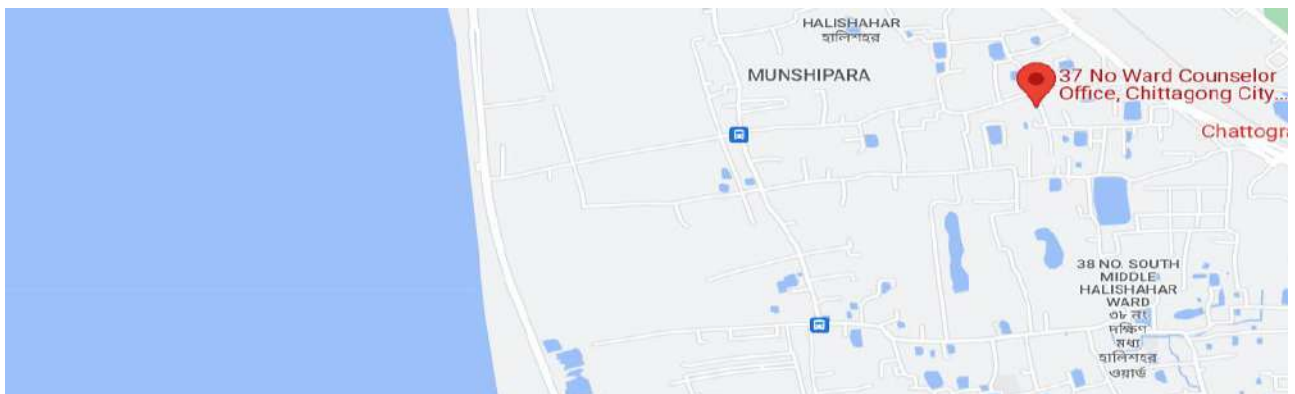 HALISHAHAR
হালিশহর
MUNSHIPARA
37 No Ward Counselor
Office, Chittagong City...
Chattogr
38 NO. SOUTH
MIDDLE
HALISHAHAR
WARD
৩৮ নং
দক্ষিণ
মধ্য
হালিশহর
ওয়ার্ড